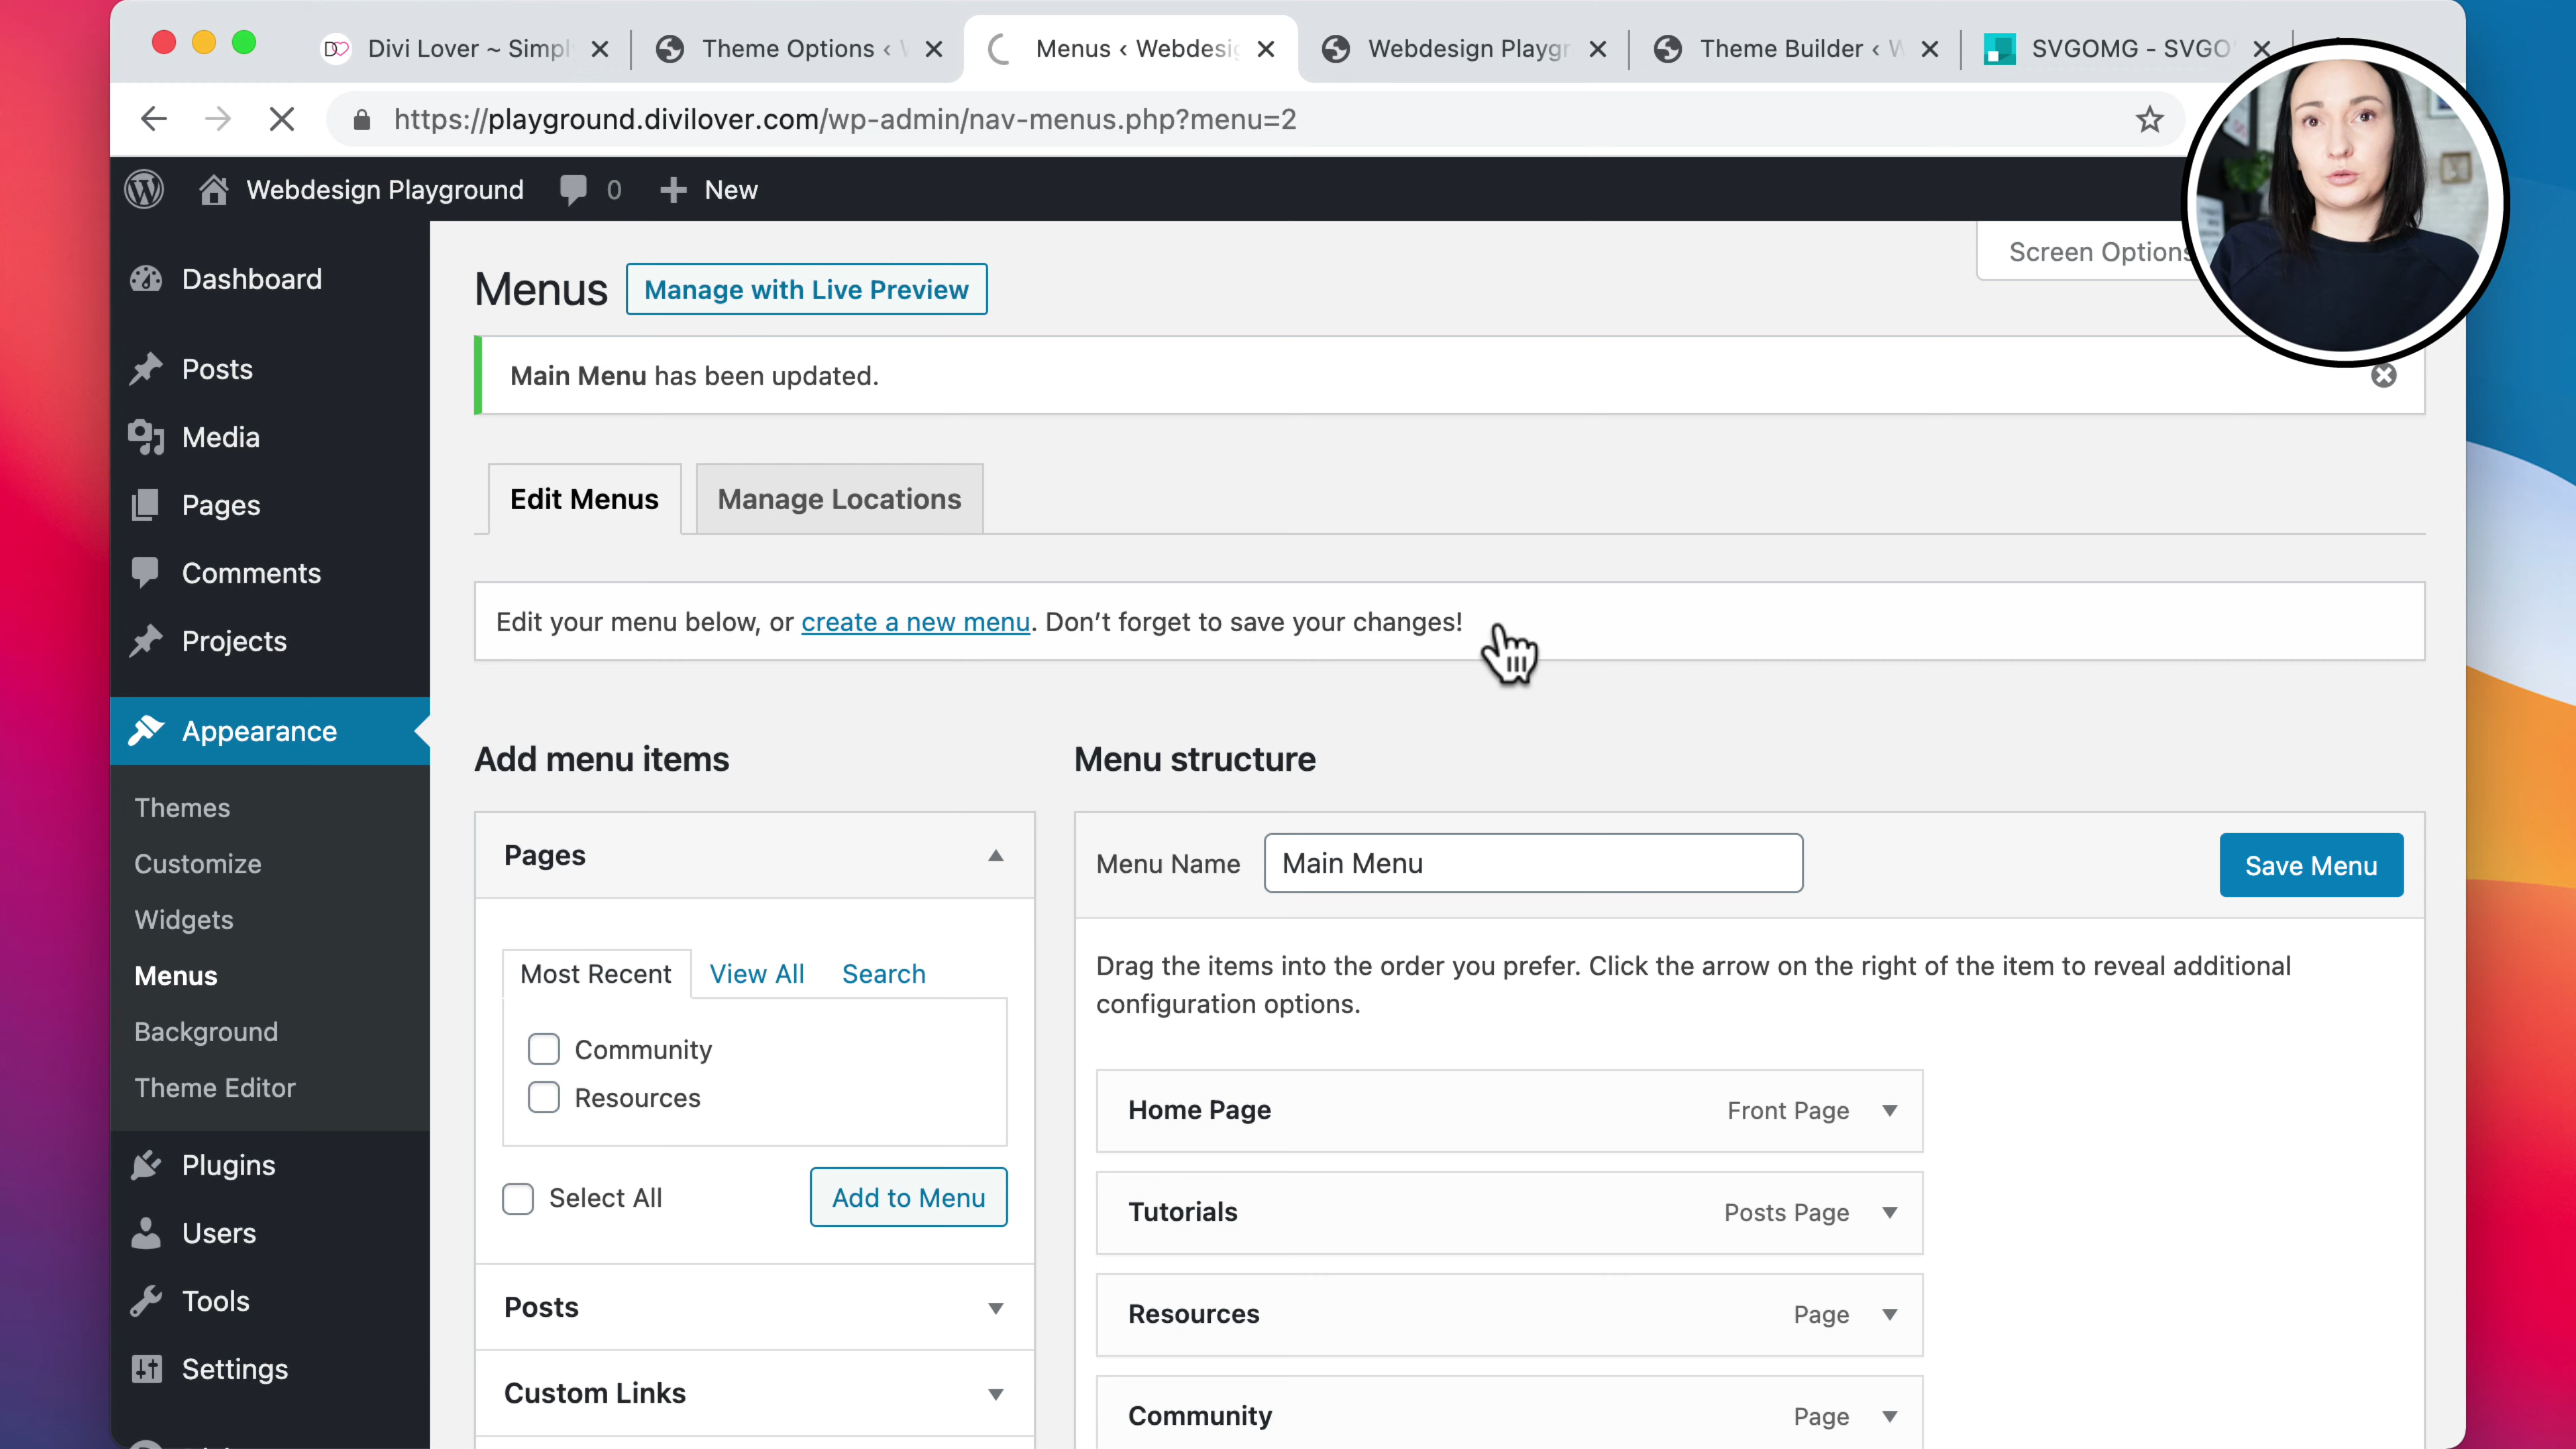 Divi Lover ~ Simpl
Theme Options ‹ W
Menus ‹ Webdesig
Webdesign Playgr
Theme Builder ‹ W
SVGOMG - SVGO'
https://playground.divilover.com/wp-admin/nav-menus.php?menu=2
Webdesign Playground
0
New
Screen Options
Dashboard
Posts
Media
Pages
Comments
Projects
Appearance
Themes
Customize
Widgets
Menus
Background
Theme Editor
Plugins
Users
Tools
Settings
Menus
Manage with Live Preview
Main Menu has been updated.
Edit Menus
Manage Locations
Edit your menu below, or create a new menu. Don’t forget to save your changes!
Add menu items
Pages
Most Recent
View All
Search
Community
Resources
Select All
Add to Menu
Posts
Custom Links
Menu structure
Menu Name
Main Menu
Save Menu
Drag the items into the order you prefer. Click the arrow on the right of the item to reveal additional
configuration options.
Home Page
Front Page
Tutorials
Posts Page
Resources
Page
Community
Page